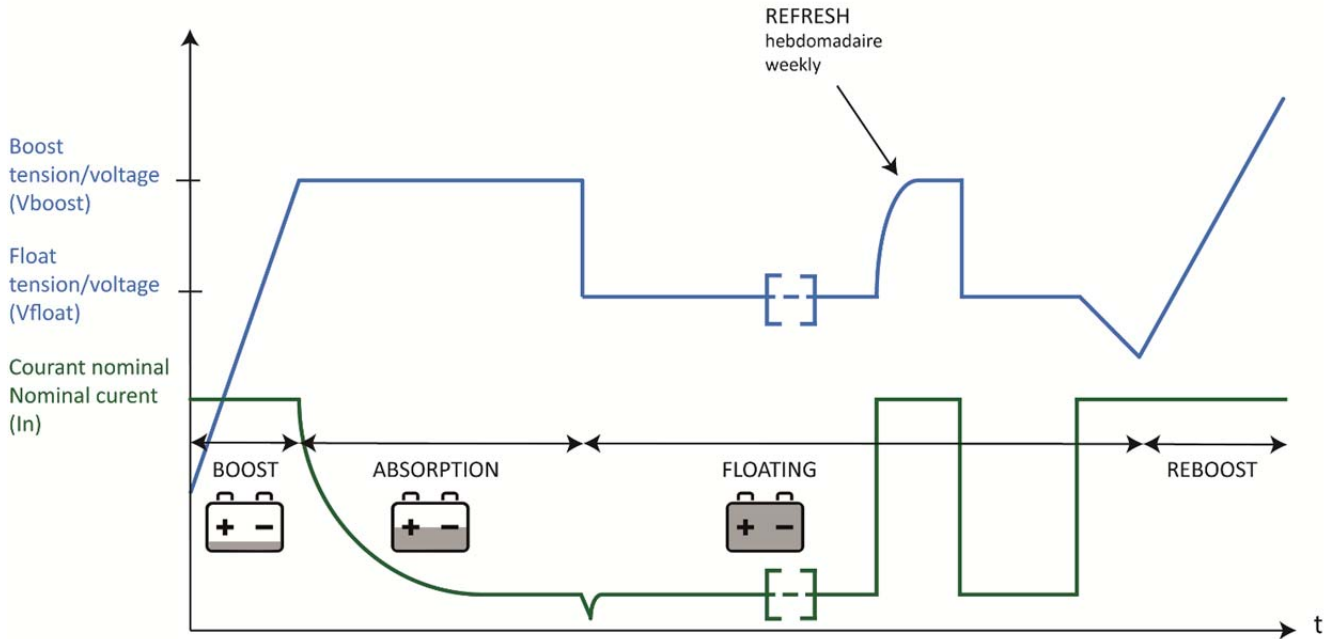 REFRESH
hebdomadaire
weekly
Boost
tension/voltage
(Vboost)
Float
tension/voltage
(Vfloat)
Courant nominal
Nominal curent
(In)
BOOST
ABSORPTION
FLOATING
REBOOST
+ −
+ −
+ −
t